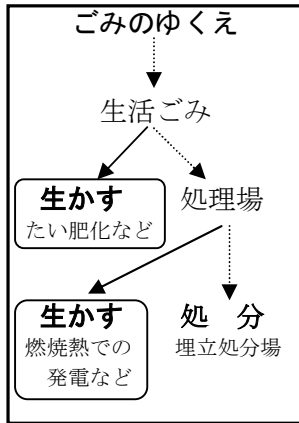 ごみのゆくえ
生活ごみ
生かす
たい肥化など
処理場
生かす
燃焼熱での
発電など
処　分
埋立処分場